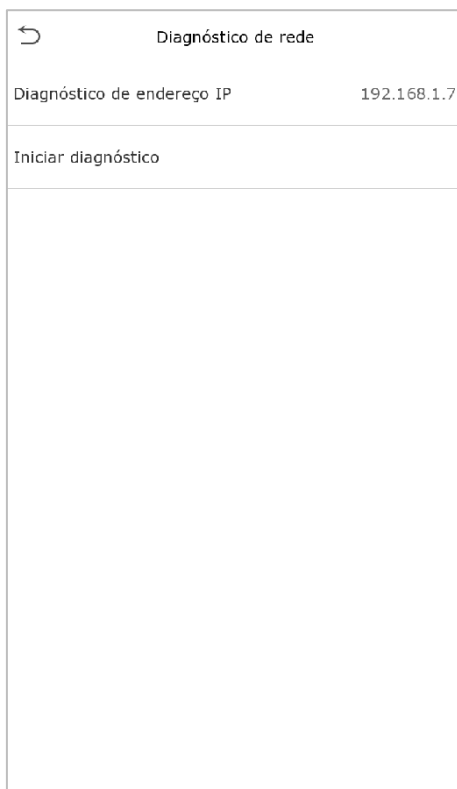 Diagnóstico de rede
Diagnóstico de endereço IP 192.168.1.7
Iniciar diagnóstico